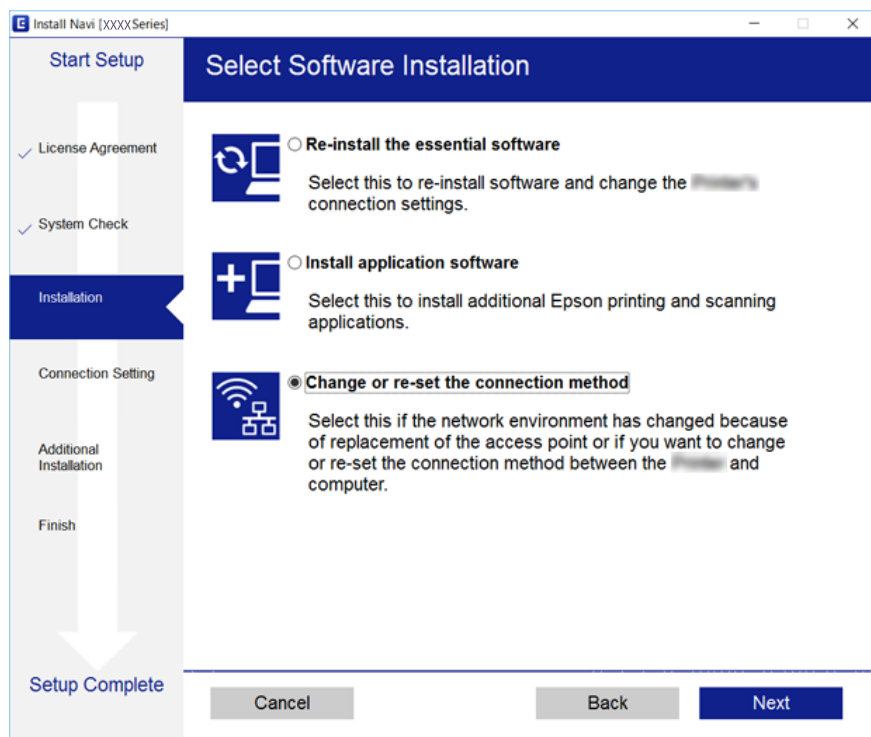 E Install Navi [XXXX Series]
Start Setup
License Agreement
System Check
Installation
Connection Setting
Additional
Installation
Finish
Setup Complete
Select Software Installation
Re-install the essential software
Select this to re-install software and change the
connection settings.
Install application software
Select this to install additional Epson printing and scanning
applications.
Change or re-set the connection method
Select this if the network environment has changed because
of replacement of the access point or if you want to change
or re-set the connection method between the and
computer.
Cancel
Back
Next